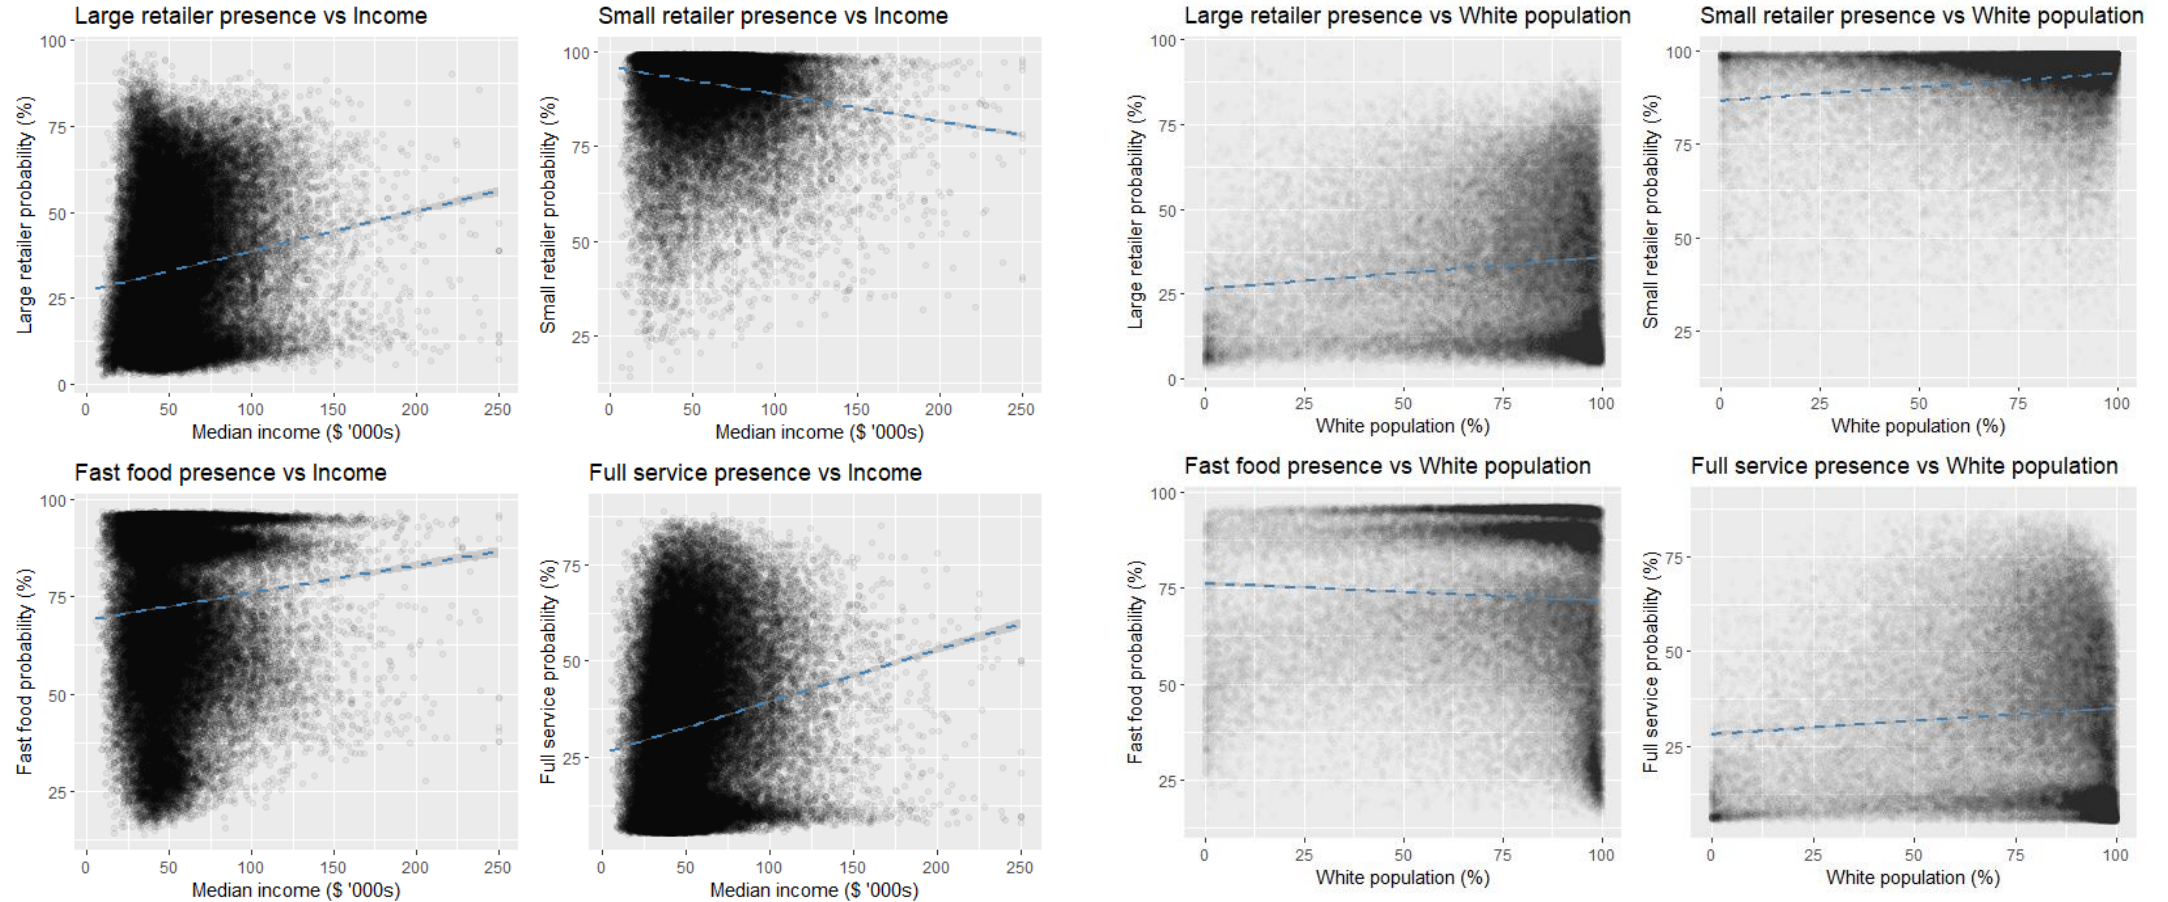 Large retailer presence vs Income
Large retailer probability (%)
100
75
50
25
0
0 50 100 150 200 250
Median income ($ '000s)
Small retailer presence vs Income
Small retailer probability (%)
100
75
50
25
0 50 100 150 200 250
Median income ($ '000s)
Large retailer presence vs White population
Large retailer probability (%)
100
75
50
25
0
0 25 50 75 100
White population (%)
Small retailer presence vs White population
Small retailer probability (%)
100
75
50
25
0 25 50 75 100
White population (%)
Fast food presence vs Income
Fast food probability (%)
100
75
50
25
0 50 100 150 200 250
Median income ($ '000s)
Full service presence vs Income
Full service probability (%)
75
50
25
0 50 100 150 200 250
Median income ($ '000s)
Fast food presence vs White population
Fast food probability (%)
100
75
50
25
0 25 50 75 100
White population (%)
Full service presence vs White population
Full service probability (%)
75
50
25
0 25 50 75 100
White population (%)